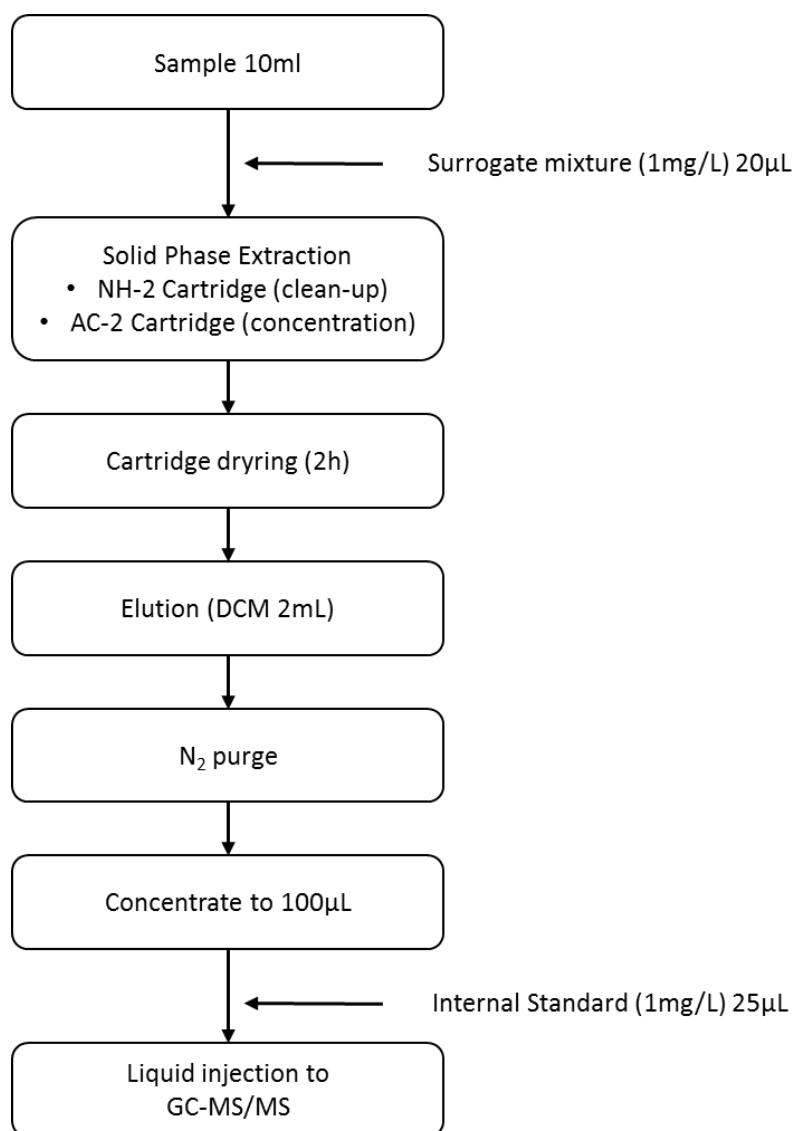 Sample 10ml
Surrogate mixture (1mg/L) 20µL
Solid Phase Extraction
• NH-2 Cartridge (clean-up)
• AC-2 Cartridge (concentration)
Cartridge dryring (2h)
Elution (DCM 2mL)
N₂ purge
Concentrate to 100µL
Internal Standard (1mg/L) 25µL
Liquid injection to
GC-MS/MS